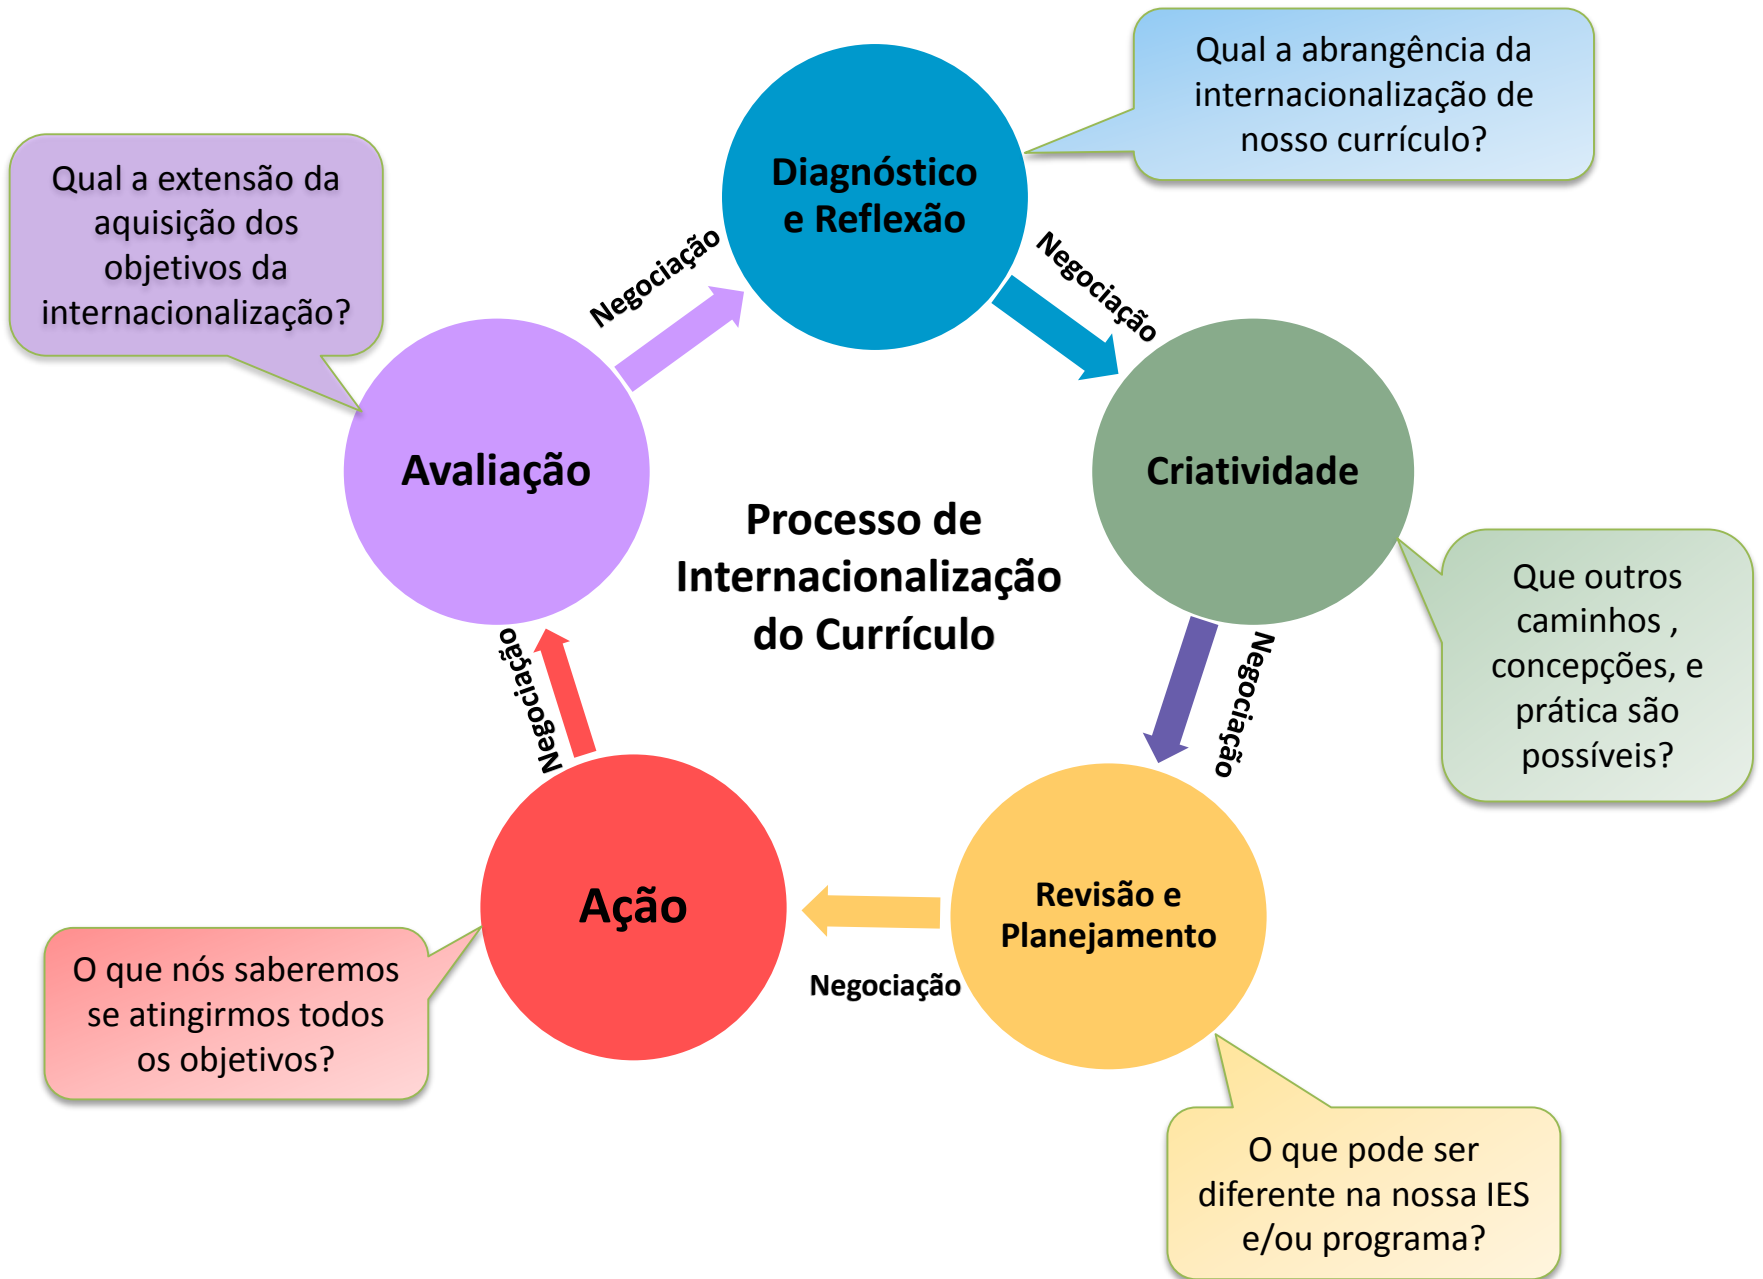 Qual a abrangência da
internacionalização de
nosso currículo?
Diagnóstico
e Reflexão
Qual a extensão da
aquisição dos
objetivos da
internacionalização?
Negociação
Negociação
Avaliação
Criatividade
Processo de
Internacionalização
do Currículo
Que outros
caminhos ,
concepções, e
prática são
possíveis?
Negociação
Negociação
Ação
Revisão e
Planejamento
Negociação
O que nós saberemos
se atingirmos todos
os objetivos?
O que pode ser
diferente na nossa IES
e/ou programa?